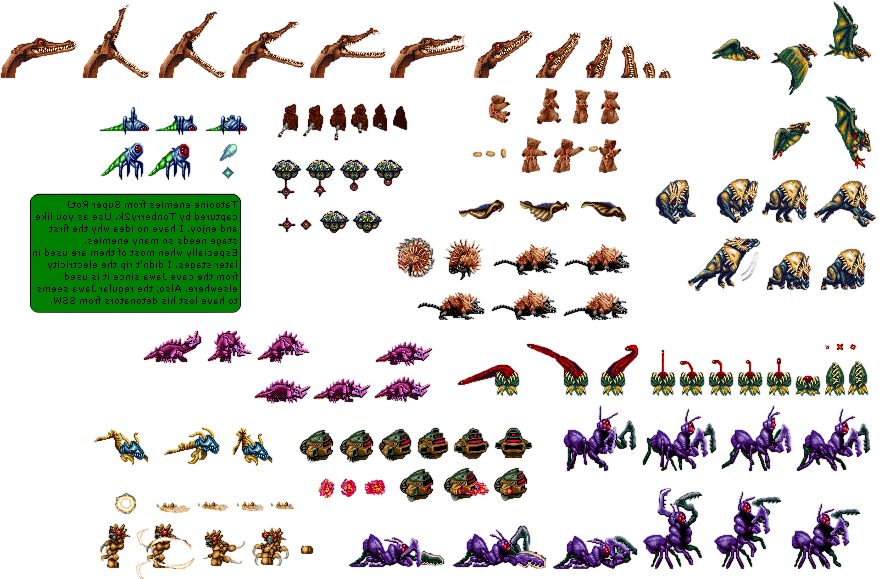 Tatooine enemies from Super RotJ
captured by Tonberry2k. Use as you like
and enjoy. I have no idea why the first
stage needs so many enemies.
Especially when most of them are used in
later stages. I didn't rip the electricity
from the cave Jawa since it is used
elsewhere. Also, the regular Jawa seems
to have lost his detonators from SSW.